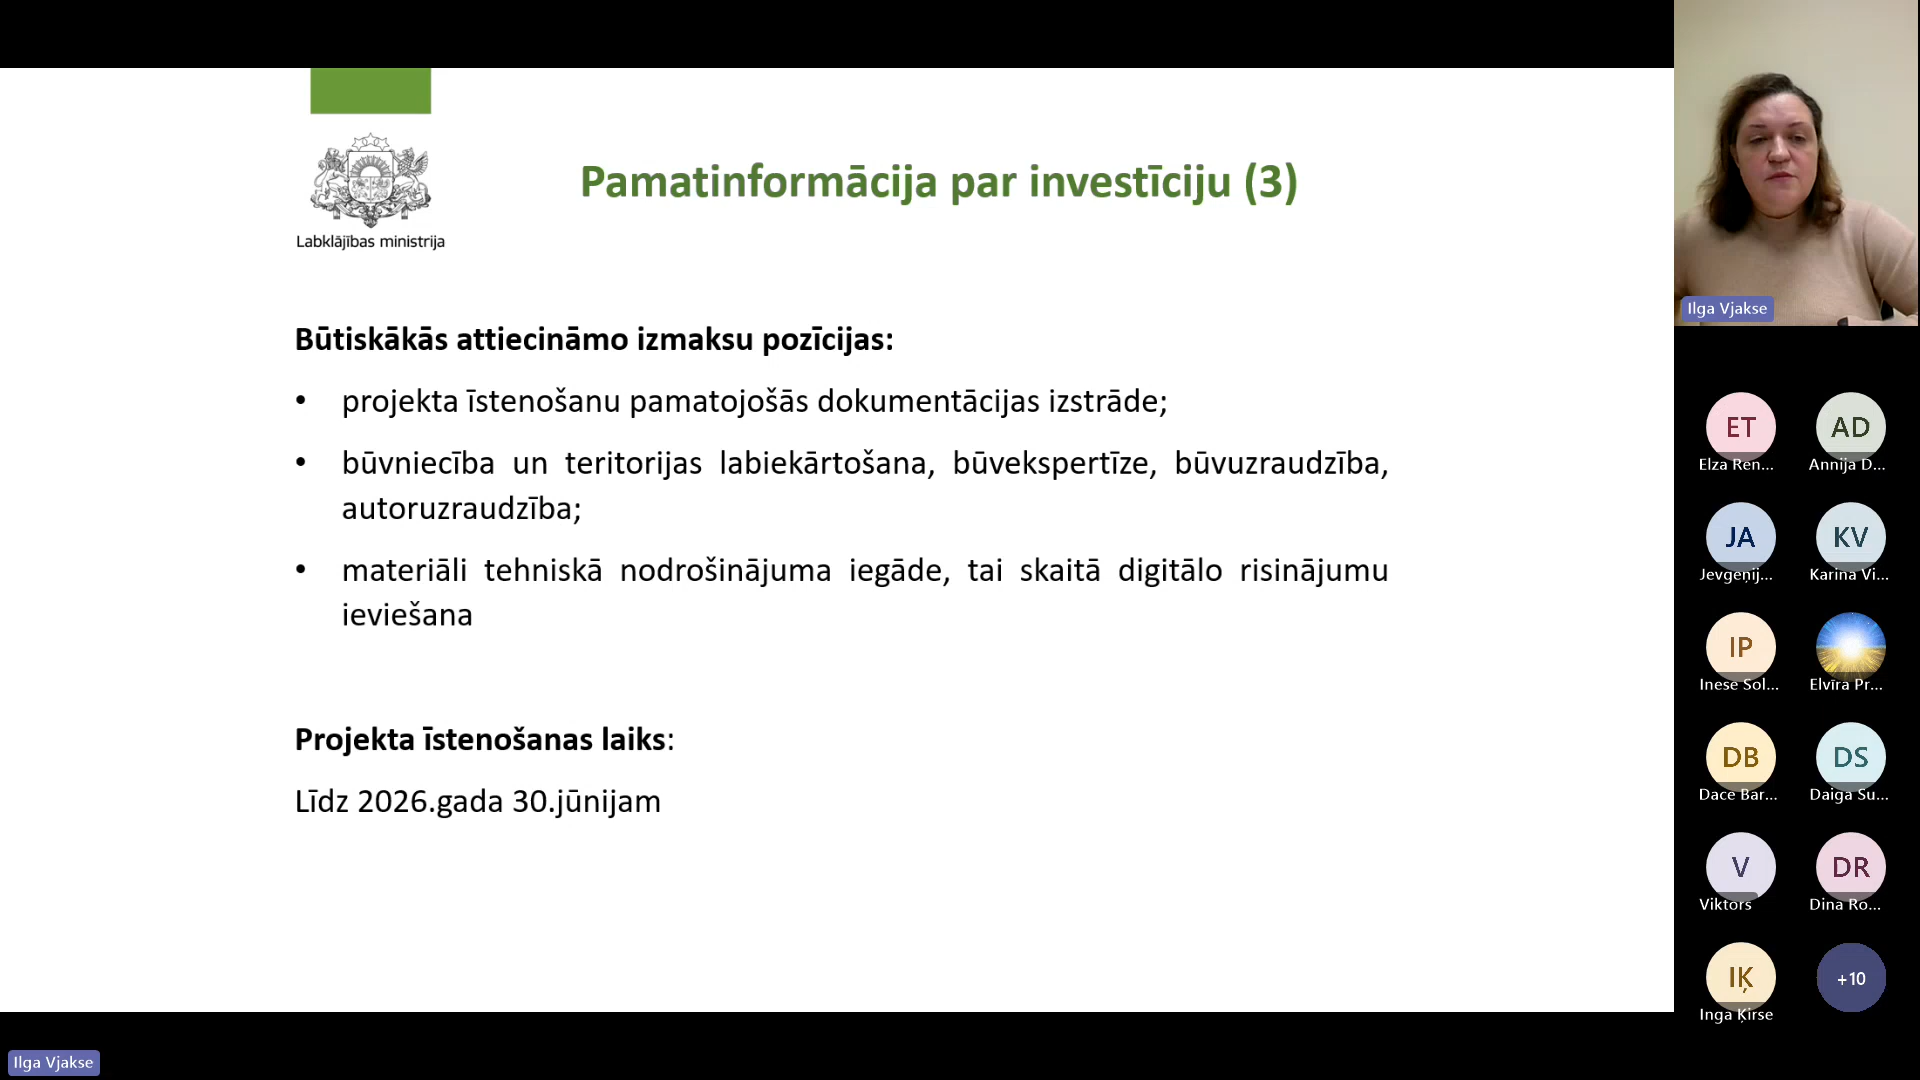 Labklājības ministrija
Pamatinformācija par investīciju (3)
Būtiskākās attiecināmo izmaksu pozīcijas:
• projekta īstenošanu pamatojošās dokumentācijas izstrāde;
• būvniecība un teritorijas labiekārtošana, būvekspertīze, būvuzraudzība,
autoruzraudzība;
• materiāli tehniskā nodrošinājuma iegāde, tai skaitā digitālo risinājumu
ieviešana
Projekta īstenošanas laiks:
Līdz 2026.gada 30.jūnijam
Ilga Vjakse
ET
Elza Ren...
AD
Annija D...
JA
Jevgeņij...
KV
Karina Vi...
IP
Inese Sol...
Elvīra Pr...
DB
Dace Bar...
DS
Daiga Su...
V
Viktors
DR
Dina Ro...
IĶ
Inga Ķirse
+10
Ilga Vjakse